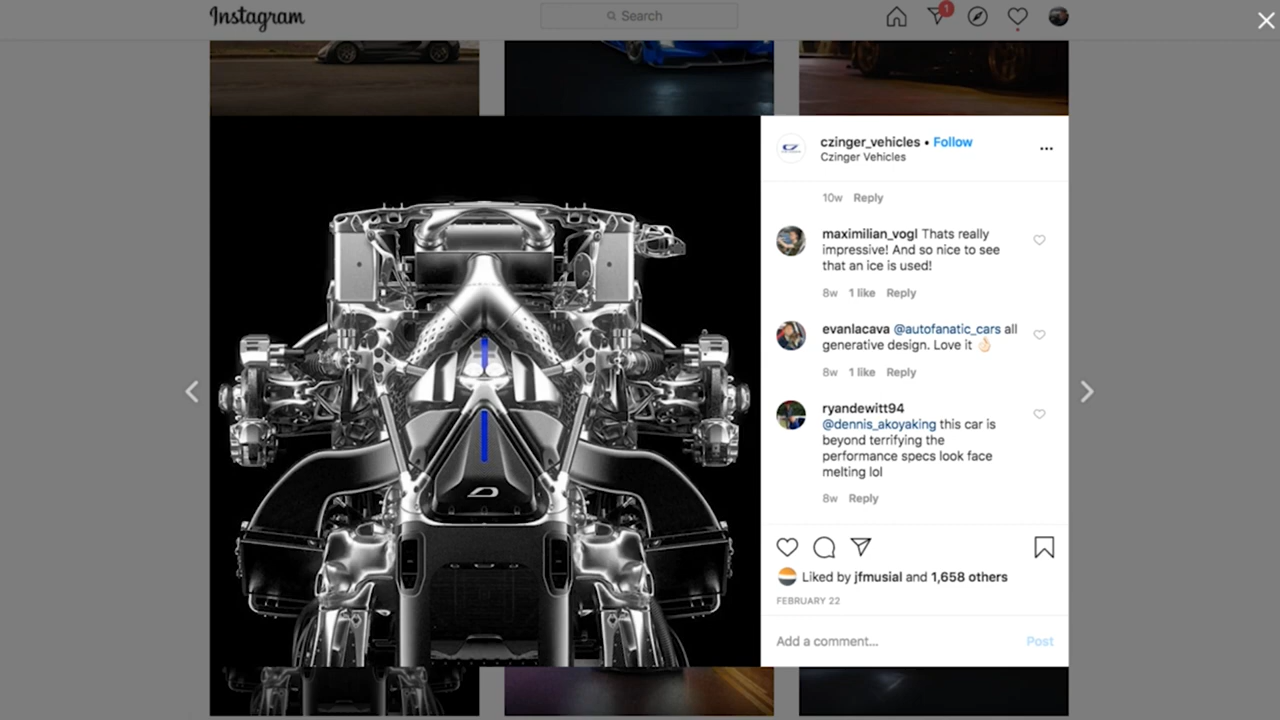 Instagram
Search
1
czinger_vehicles • Follow
Czinger Vehicles
10w Reply
maximilian_vogl Thats really
impressive! And so nice to see
that an ice is used!
8w 1 like Reply
evanlacava @autofanatic_cars all
generative design. Love it 👌🏻
8w 1 like Reply
ryandewitt94
@dennis_akoyaking this car is
beyond terrifying the
performance specs look face
melting lol
8w Reply
Liked by jfmusial and 1,658 others
FEBRUARY 22
Add a comment... Post